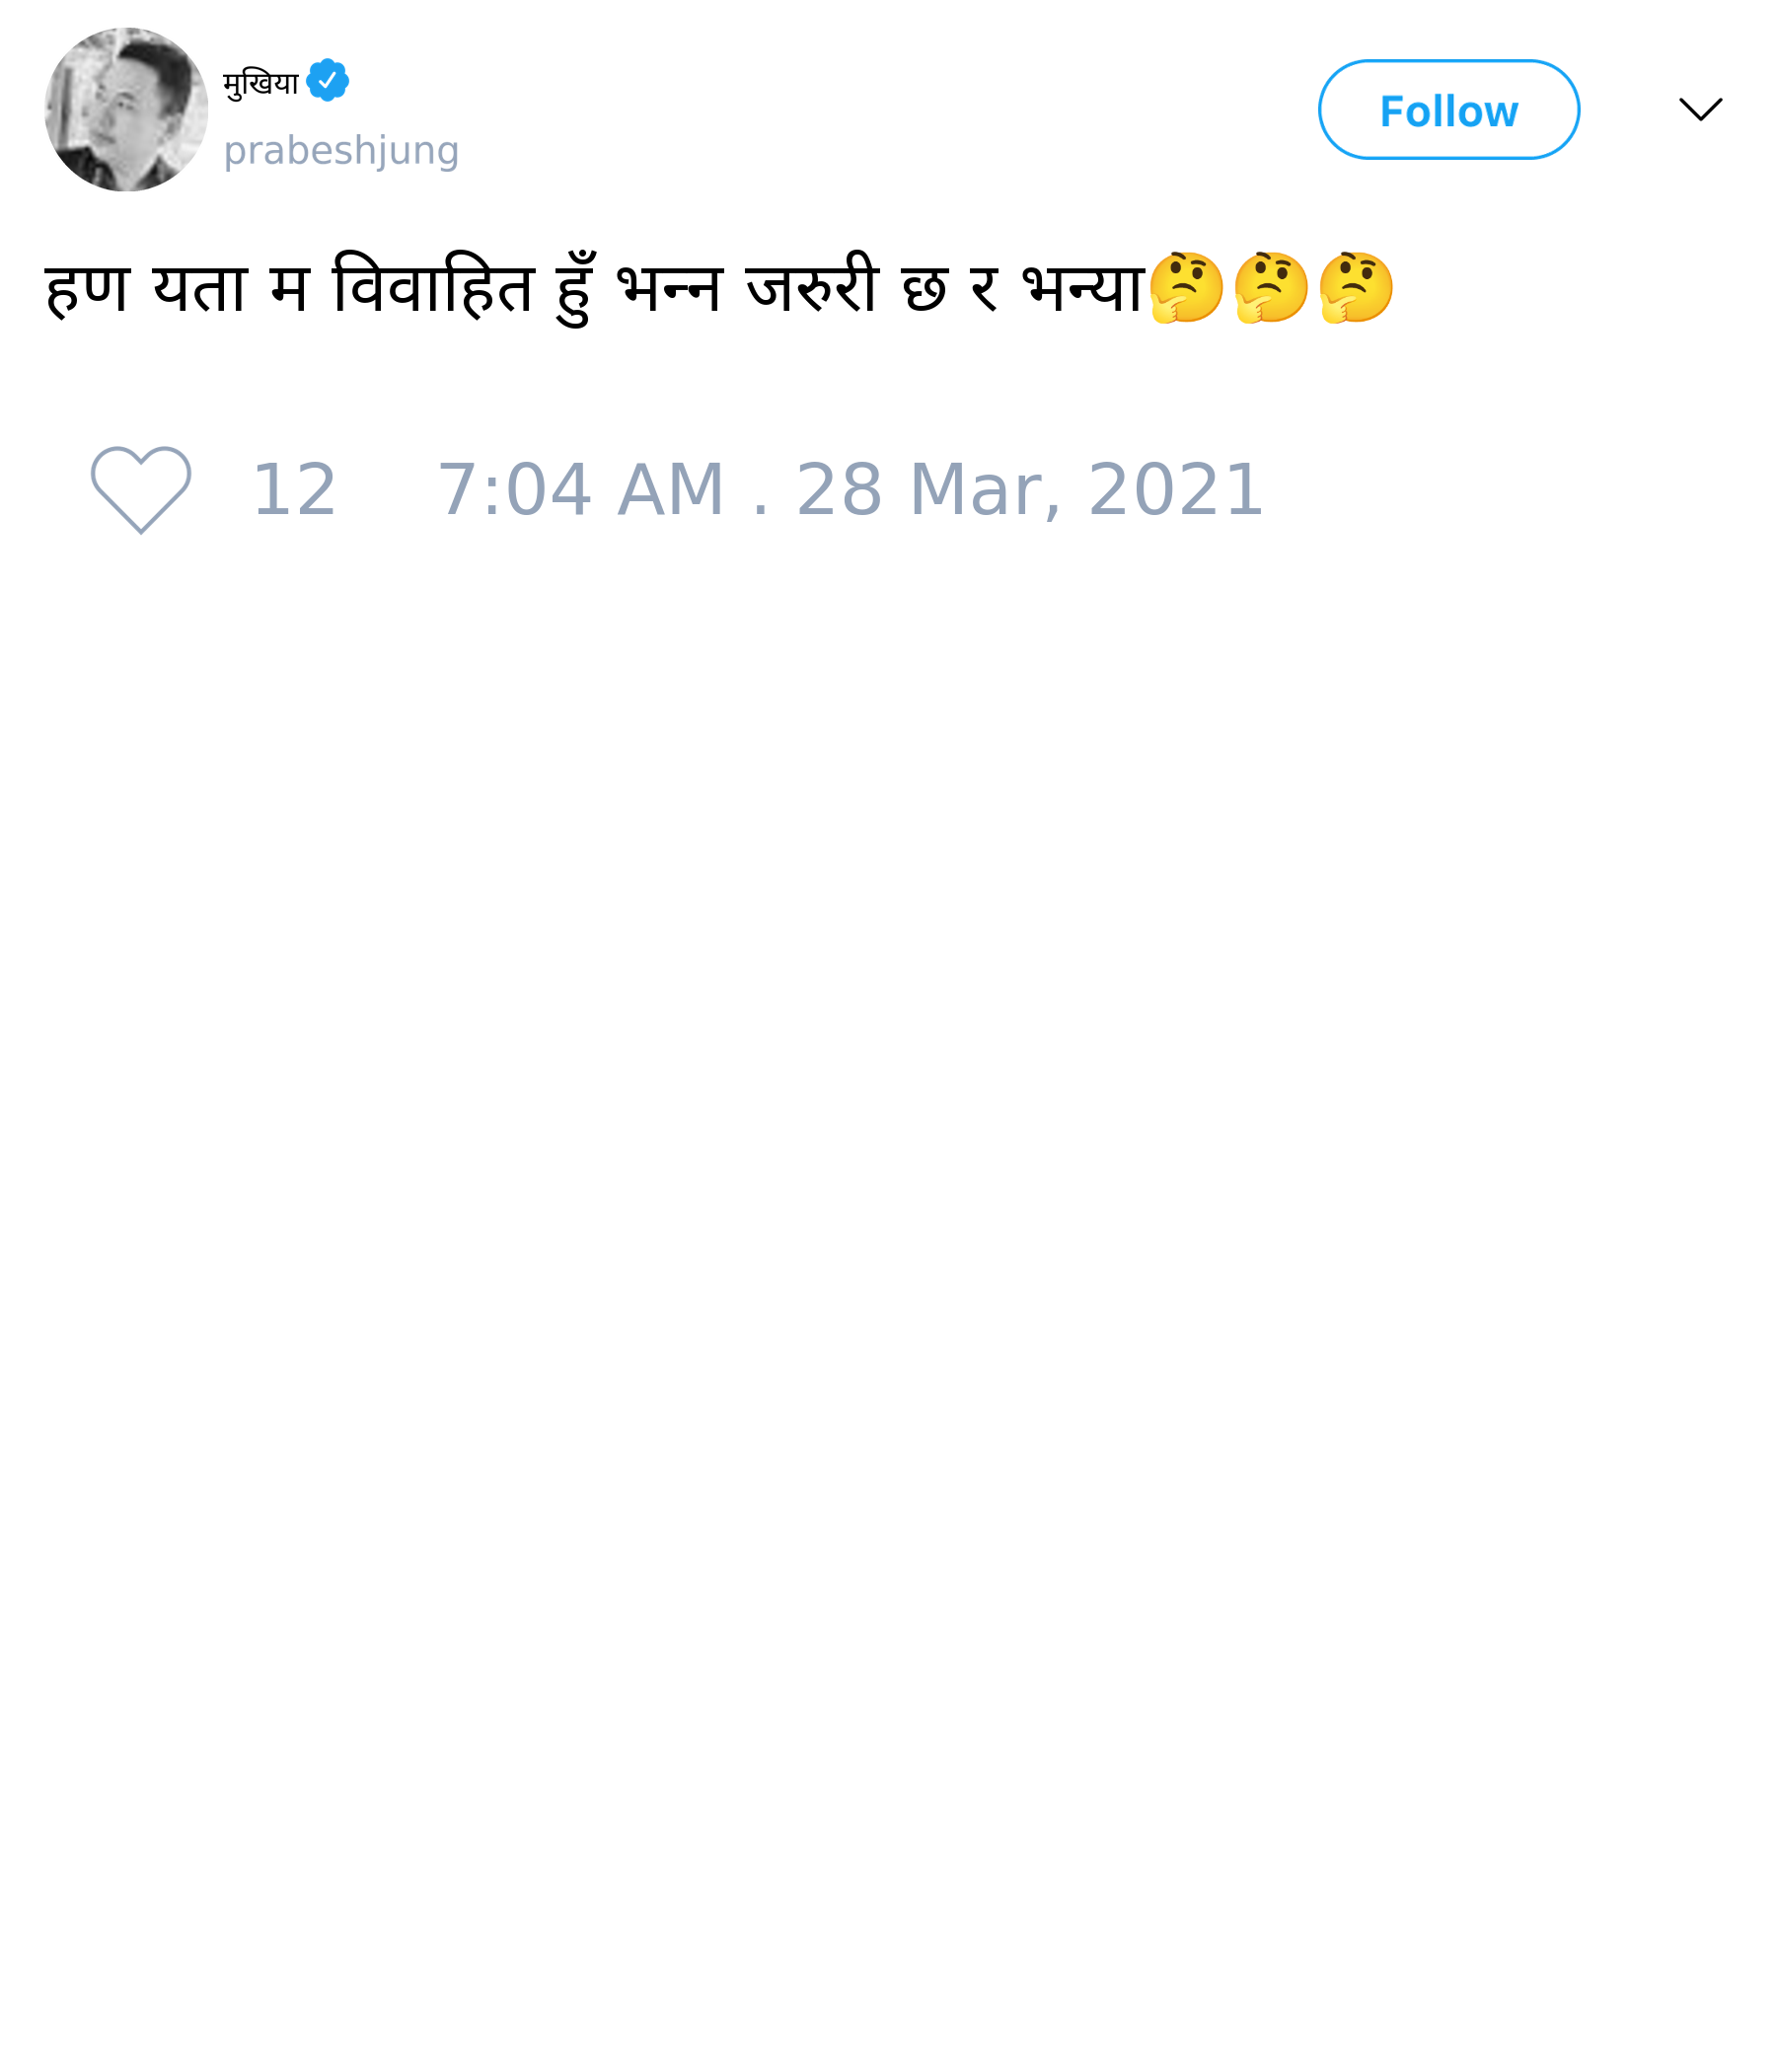 मुखिया
prabeshjung
Follow
हण यता म विवाहित हुँ भन्न जरुरी छ र भन्या🤔🤔🤔
12 7:04 AM . 28 Mar, 2021